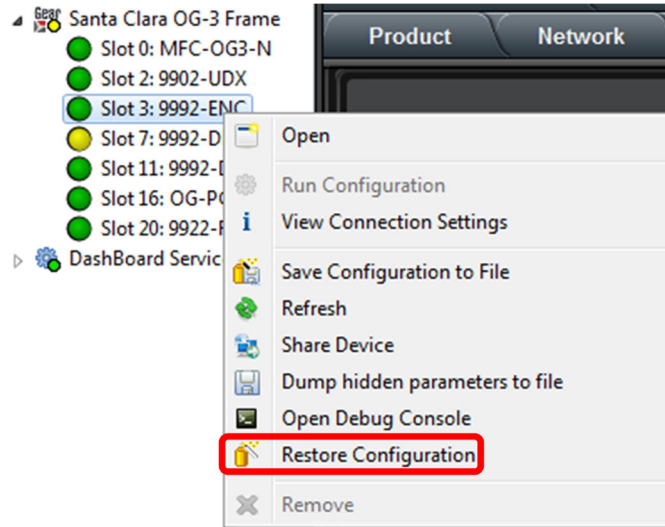 Gear
Santa Clara OG-3 Frame
Slot 0: MFC-OG3-N
Slot 2: 9902-UDX
Slot 3: 9992-ENC
Slot 7: 9992-D
Slot 11: 9992-
Slot 16: OG-P
Slot 20: 9922-
DashBoard Servic
Product
Network
Open
Run Configuration
View Connection Settings
Save Configuration to File
Refresh
Share Device
Dump hidden parameters to file
Open Debug Console
Restore Configuration
Remove